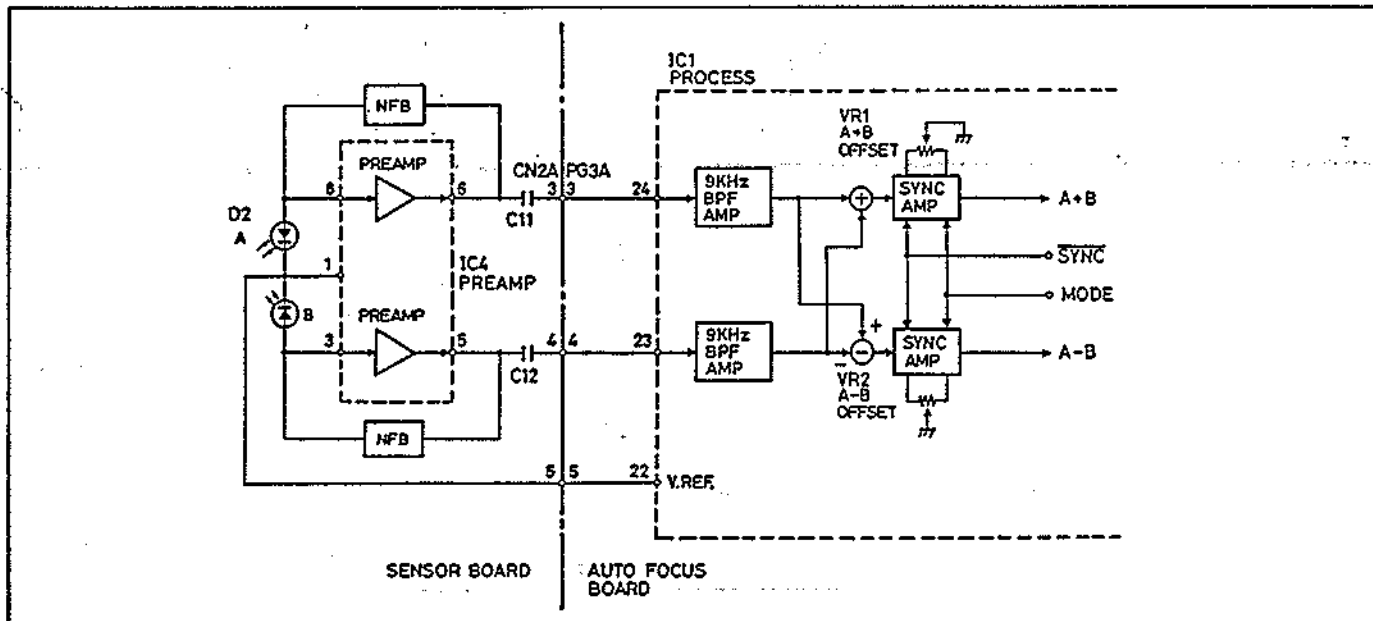 IC1
PROCESS
NFB
VR1
A+B
OFFSET
PREAMP
CN2A PG3A
6
6
3
3
24
9KHz
BPF
AMP
+
SYNC
AMP
A+B
D2
A
C11
1
IC4
PREAMP
SYNC
MODE
B
PREAMP
3
5
4
4
23
9KHz
BPF
AMP
+
−
−
SYNC
AMP
A−B
C12
VR2
A−B
OFFSET
NFB
5
5
22
V.REF.
SENSOR BOARD
AUTO FOCUS
BOARD